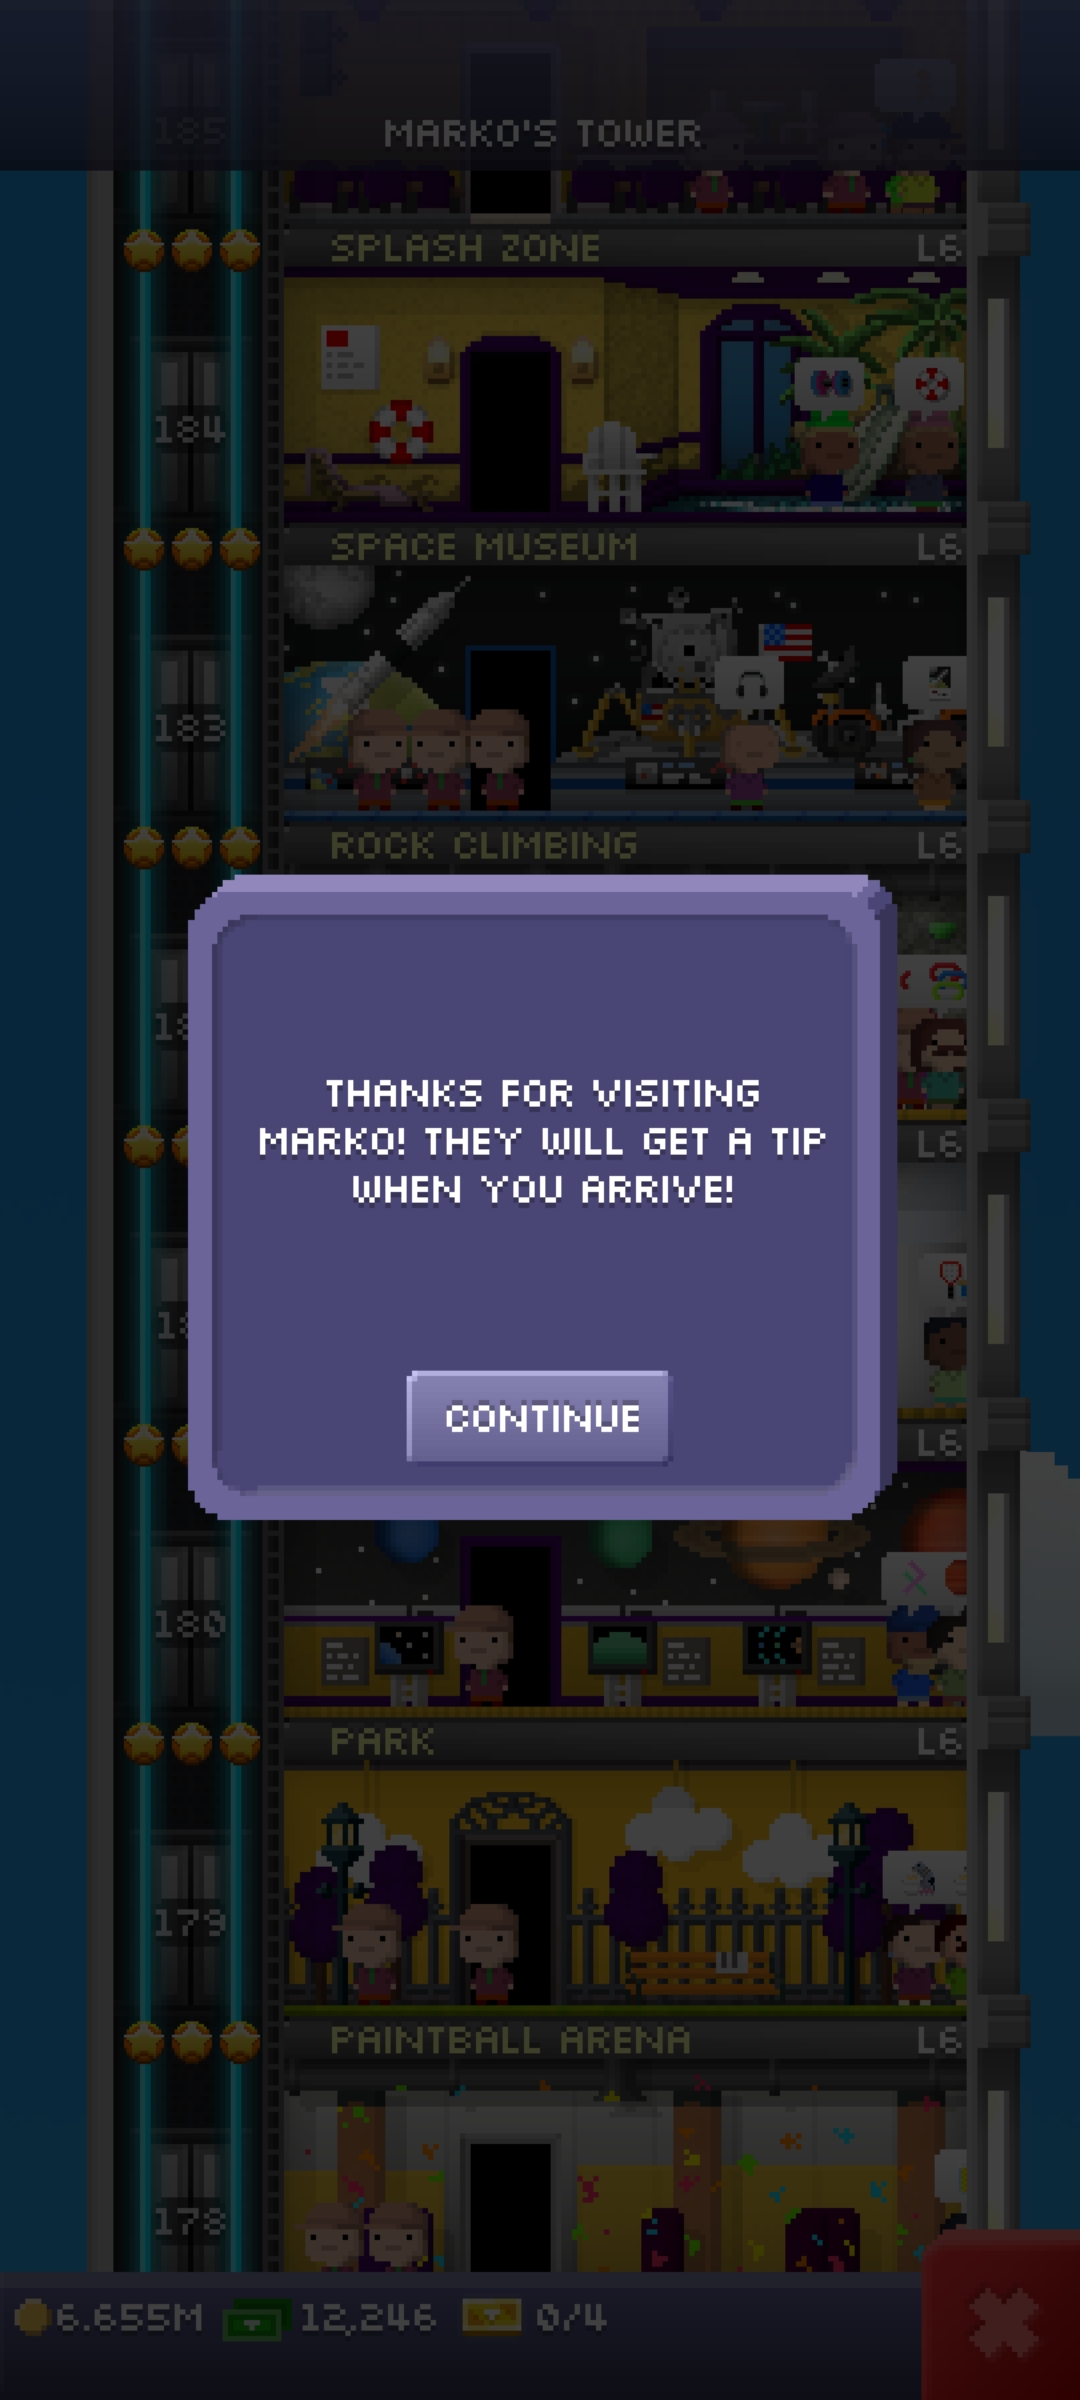 185
MARKO'S TOWER
SPLASH ZONE L6
184
SPACE MUSEUM L6
183
ROCK CLIMBING L6
18
L6
THANKS FOR VISITING
MARKO! THEY WILL GET A TIP
WHEN YOU ARRIVE!
18
CONTINUE
L6
180
PARK L6
179
PAINTBALL ARENA L6
178
6.655M 12,246 0/4